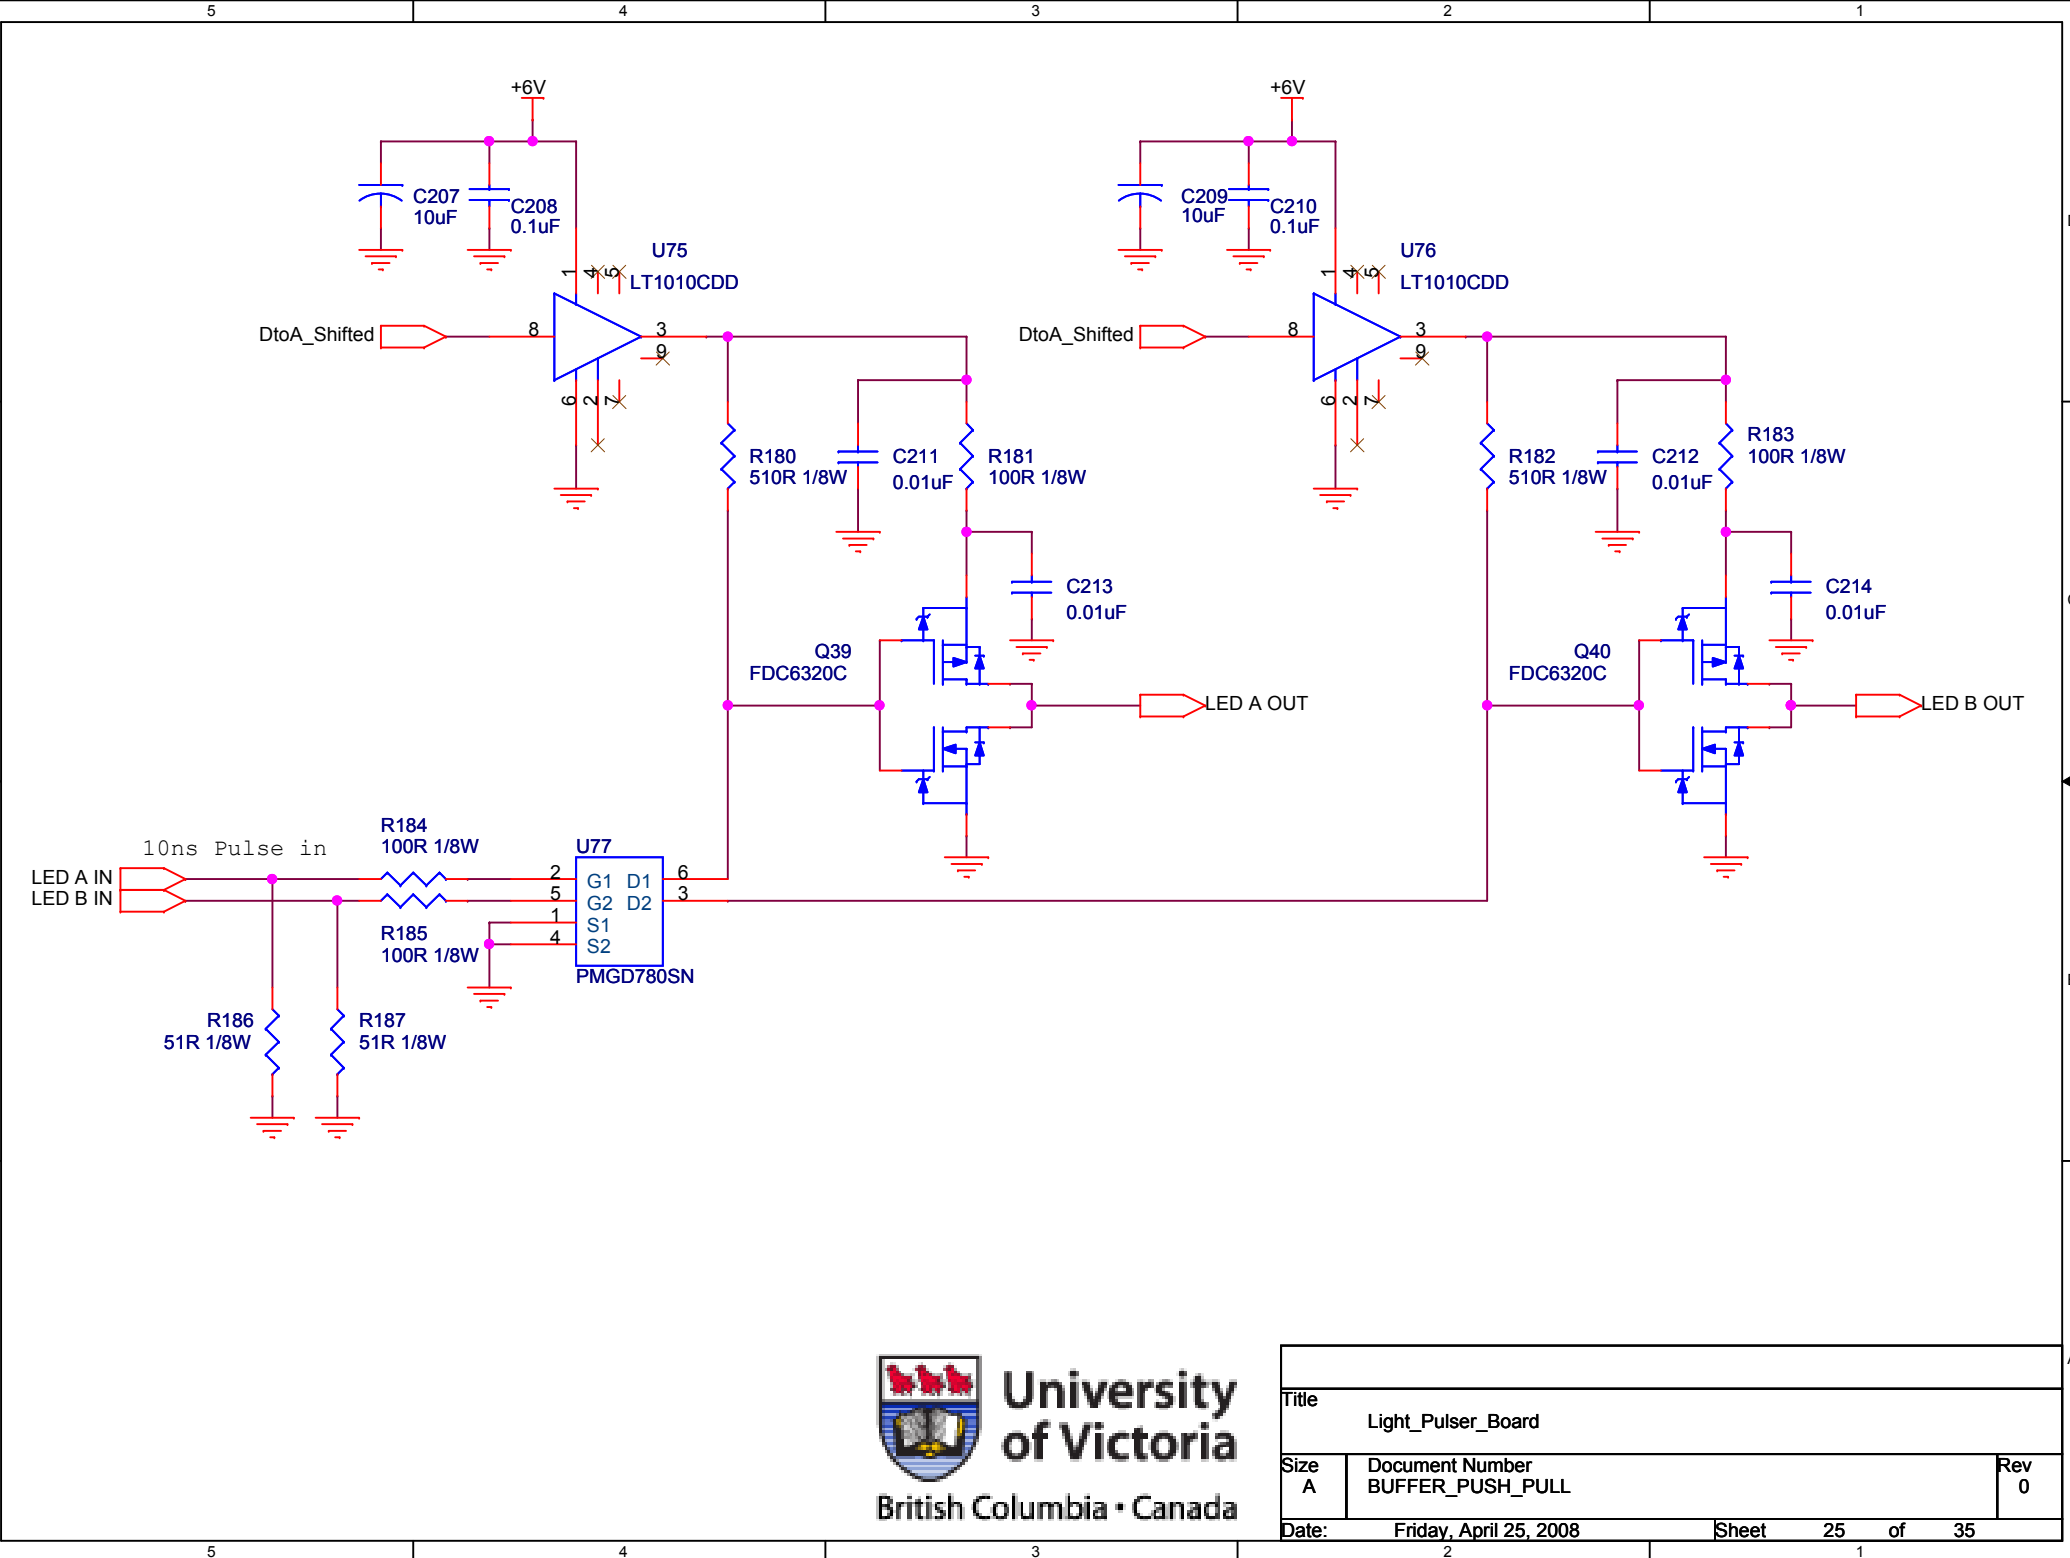 5 4 3 2 1
+6V
+6V
C207
10uF
C208
0.1uF
C209
10uF
C210
0.1uF
U75
LT1010CDD
U76
LT1010CDD
1 4 5
1 4 5
DtoA_Shifted
8
3
9
DtoA_Shifted
8
3
9
6 2 7
6 2 7
R180
510R 1/8W
C211
0.01uF
R181
100R 1/8W
R182
510R 1/8W
C212
0.01uF
R183
100R 1/8W
C213
0.01uF
C214
0.01uF
Q39
FDC6320C
Q40
FDC6320C
LED A OUT
LED B OUT
10ns Pulse in
R184
100R 1/8W
U77
LED A IN
LED B IN
2
5
1
4
G1 D1
G2 D2
S1
S2
6
3
R185
100R 1/8W
PMGD780SN
R186
51R 1/8W
R187
51R 1/8W
University
of Victoria
British Columbia • Canada
Title
Light_Pulser_Board
Size
A
Document Number
BUFFER_PUSH_PULL
Rev
0
Date:
Friday, April 25, 2008
Sheet 25 of 35
5 4 3 2 1